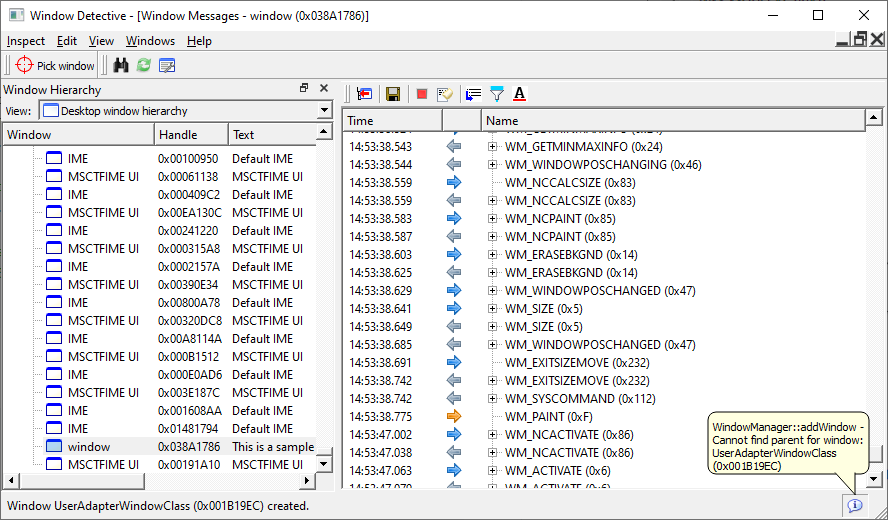 Window Detective - [Window Messages - window (0x038A1786)]
Inspect Edit View Windows Help
Pick window
Window Hierarchy
View: Desktop window hierarchy
Window Handle Text
IME 0x00100950 Default IME
MSCTFIME UI 0x00061138 MSCTFIME UI
IME 0x000409C2 Default IME
MSCTFIME UI 0x00EA130C MSCTFIME UI
IME 0x00241220 Default IME
MSCTFIME UI 0x000315A8 MSCTFIME UI
IME 0x0002157A Default IME
MSCTFIME UI 0x00390E34 MSCTFIME UI
IME 0x00800A78 Default IME
MSCTFIME UI 0x00320DC8 MSCTFIME UI
IME 0x00A8114A Default IME
MSCTFIME UI 0x000B1512 MSCTFIME UI
IME 0x000E0AD6 Default IME
MSCTFIME UI 0x003E187C MSCTFIME UI
IME 0x001608AA Default IME
IME 0x01481794 Default IME
window 0x038A1786 This is a sample
MSCTFIME UI 0x00191A10 MSCTFIME UI
A
Time Name
WM_GETMINMAXINFO (0x24)
14:53:38.543 WM_GETMINMAXINFO (0x24)
14:53:38.544 WM_WINDOWPOSCHANGING (0x46)
14:53:38.559 WM_NCCALCSIZE (0x83)
14:53:38.559 WM_NCCALCSIZE (0x83)
14:53:38.583 WM_NCPAINT (0x85)
14:53:38.587 WM_NCPAINT (0x85)
14:53:38.603 WM_ERASEBKGND (0x14)
14:53:38.625 WM_ERASEBKGND (0x14)
14:53:38.629 WM_WINDOWPOSCHANGED (0x47)
14:53:38.641 WM_SIZE (0x5)
14:53:38.649 WM_SIZE (0x5)
14:53:38.685 WM_WINDOWPOSCHANGED (0x47)
14:53:38.691 WM_EXITSIZEMOVE (0x232)
14:53:38.742 WM_EXITSIZEMOVE (0x232)
14:53:38.742 WM_SYSCOMMAND (0x112)
14:53:38.775 WM_PAINT (0xF)
14:53:47.002 WM_NCACTIVATE (0x86)
14:53:47.038 WM_NCACTIVATE (0x86)
14:53:47.063 WM_ACTIVATE (0x6)
14:53:47.070 WM_ACTIVATE (0x6)
WindowManager::addWindow -
Cannot find parent for window:
UserAdapterWindowClass
(0x001B19EC)
Window UserAdapterWindowClass (0x001B19EC) created.